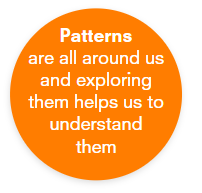 Patterns
are all around us
and exploring
them helps us to
understand
them